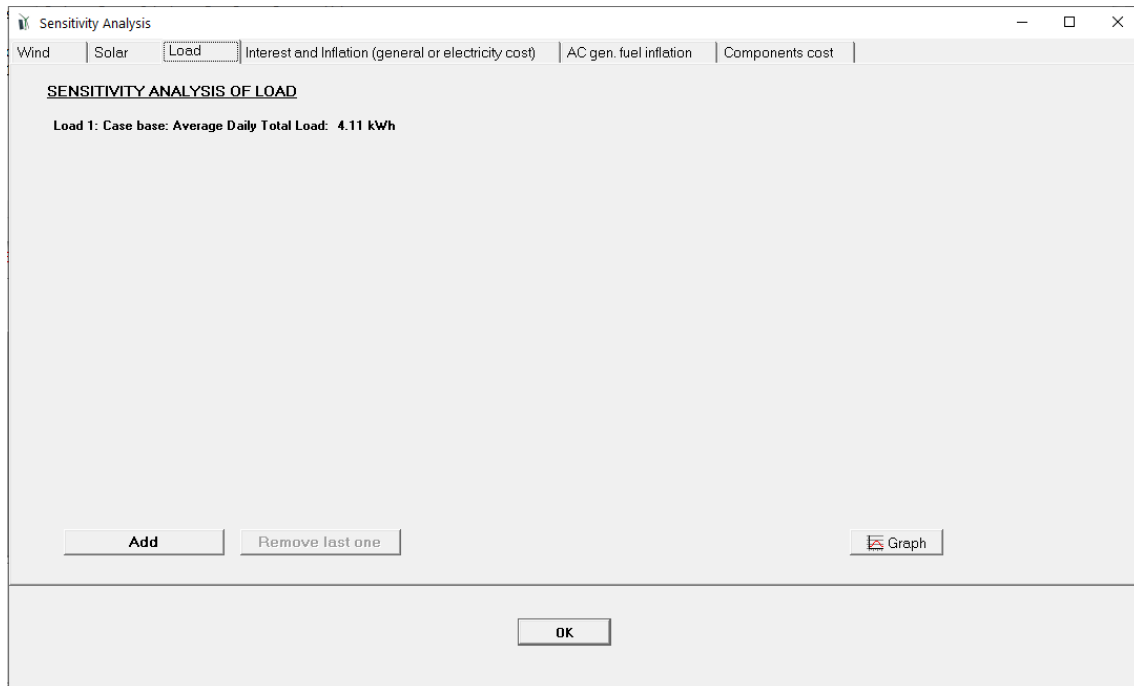 Sensitivity Analysis
Wind Solar Load Interest and Inflation (general or electricity cost) AC gen. fuel inflation Components cost
SENSITIVITY ANALYSIS OF LOAD
Load 1: Case base: Average Daily Total Load: 4.11 kWh
Add Remove last one Graph
OK